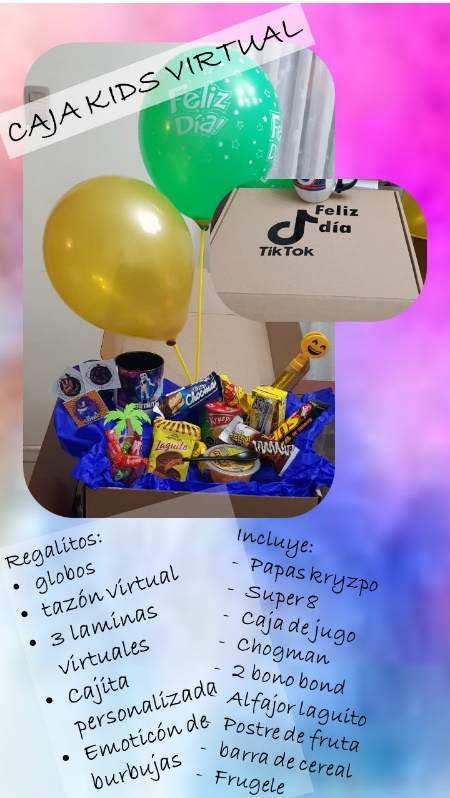 CAJA KIDS VIRTUAL
Feliz
Día!
Feliz
día
TikTok
Laguito
Regalitos:
• globos
• tazón virtual
• 3 laminas
virtuales
• Cajita
personalizada
• Emoticón de
burbujas
Incluye:
- Papas kryzpo
- Super 8
- Caja de jugo
- Chogman
- 2 bono bond
Alfajor laguito
- Postre de fruta
- barra de cereal
- Frugele